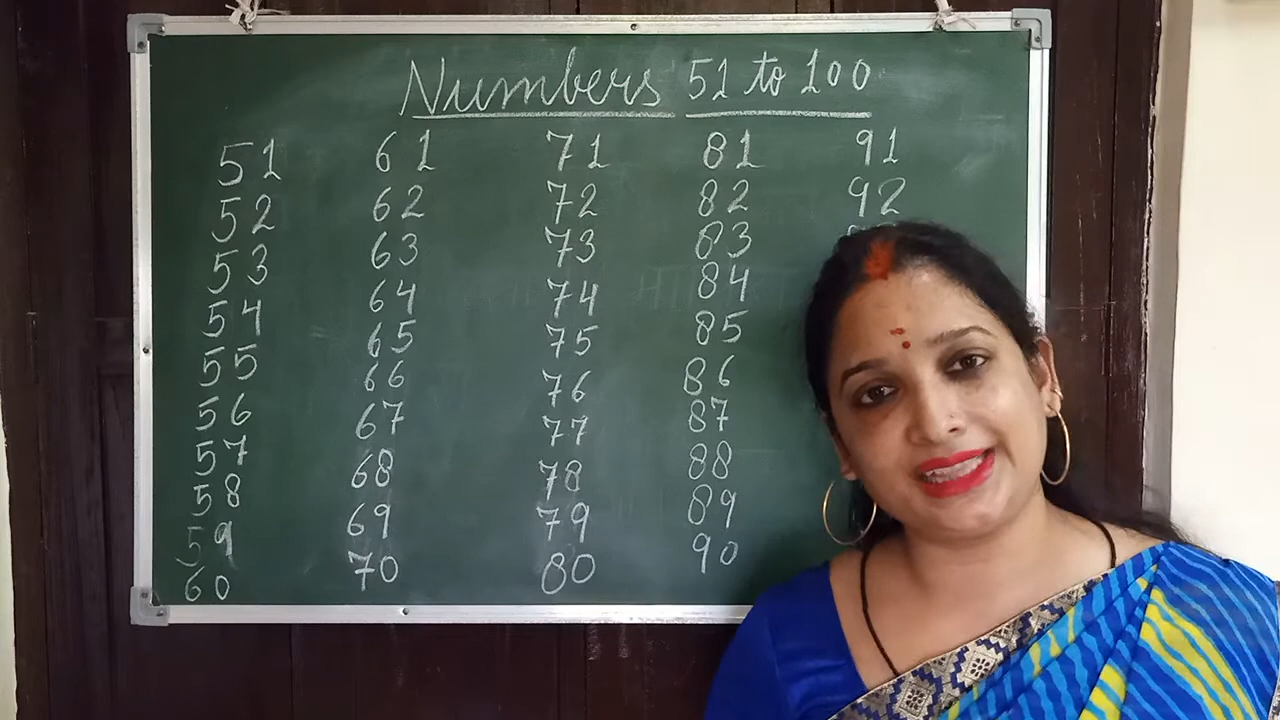 Numbers 51 to 100
51 61 71 81 91
52 62 72 82 92
53 63 73 83
54 64 74 84
55 65 75 85
56 66 76 86
57 67 77 87
58 68 78 88
59 69 79 89
60 70 80 90